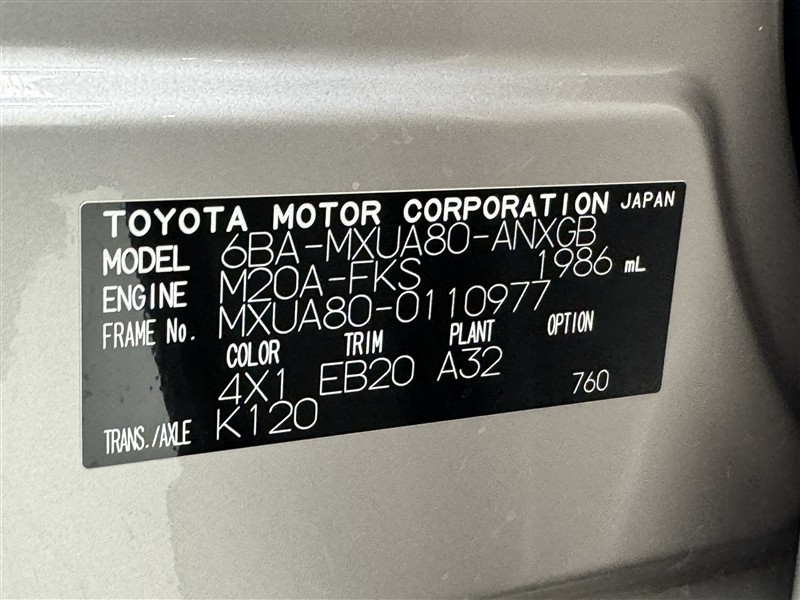 TOYOTA MOTOR CORPORATION JAPAN
MODEL 6BA-MXUA80-ANXGB
ENGINE M20A-FKS 1986 mL
FRAME No. MXUA80-0110977
COLOR TRIM PLANT OPTION
4X1 EB20 A32 760
TRANS./AXLE K120